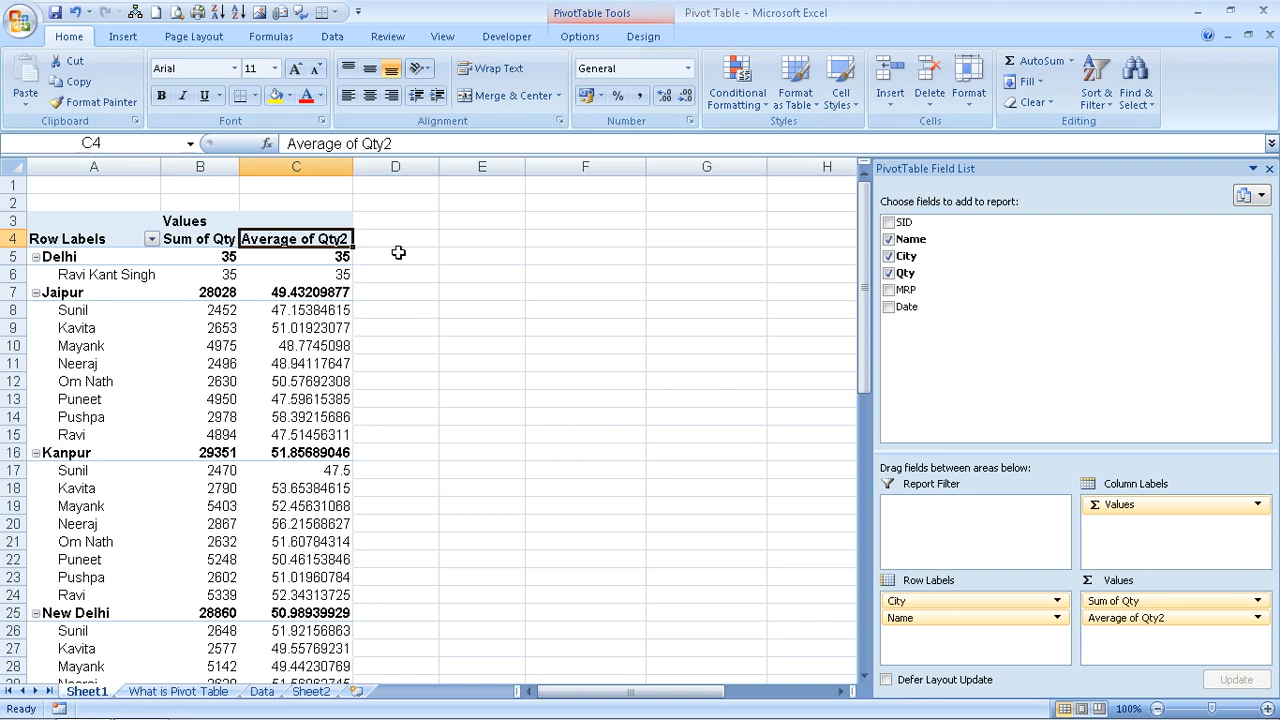 PivotTable Tools
Pivot Table - Microsoft Excel
Home Insert Page Layout Formulas Data Review View Developer Options Design
Paste
Cut
Copy
Format Painter
Clipboard
Arial 11
B I U A
Font
Wrap Text
Merge & Center
Alignment
General
% ,
Number
Conditional Formatting
Format as Table
Cell Styles
Styles
Insert Delete Format
Cells
Σ AutoSum
Fill
Clear
Sort & Filter
Find & Select
Editing
C4 fx Average of Qty2
A B C D E F G H
1
2
3 Values
4 Row Labels Sum of Qty Average of Qty2
5 Delhi 35 35
6 Ravi Kant Singh 35 35
7 Jaipur 28028 49.43209877
8 Sunil 2452 47.15384615
9 Kavita 2653 51.01923077
10 Mayank 4975 48.7745098
11 Neeraj 2496 48.94117647
12 Om Nath 2630 50.57692308
13 Puneet 4950 47.59615385
14 Pushpa 2978 58.39215686
15 Ravi 4894 47.51456311
16 Kanpur 29351 51.85689046
17 Sunil 2470 47.5
18 Kavita 2790 53.65384615
19 Mayank 5403 52.45631068
20 Neeraj 2867 56.21568627
21 Om Nath 2632 51.60784314
22 Puneet 5248 50.46153846
23 Pushpa 2602 51.01960784
24 Ravi 5339 52.34313725
25 New Delhi 28860 50.98939929
26 Sunil 2648 51.92156863
27 Kavita 2577 49.55769231
28 Mayank 5142 49.44230769
PivotTable Field List
Choose fields to add to report:
SID
Name
City
Qty
MRP
Date
Drag fields between areas below:
Report Filter
Column Labels
Σ Values
Row Labels
Σ Values
City
Name
Sum of Qty
Average of Qty2
Defer Layout Update
Update
Sheet1 What is Pivot Table Data Sheet2
Ready
100%